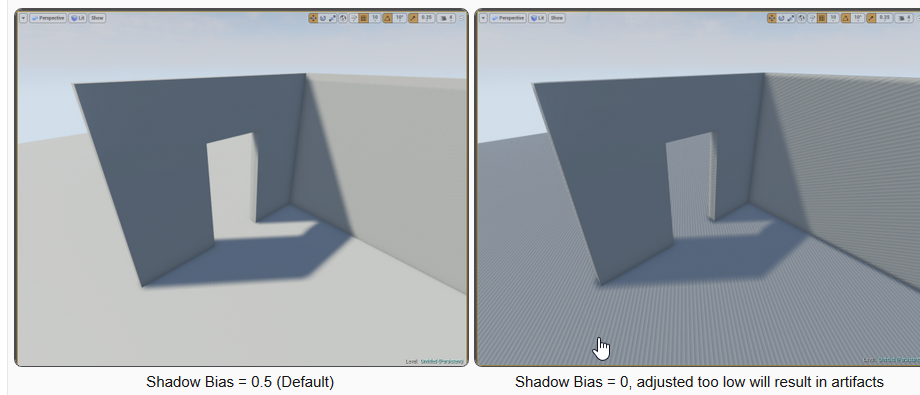 Perspective Lit Show 10 10° 0.25 4
Perspective Lit Show 10 10° 0.25
Level: Untitled (Persistent)
Level: Untitled (Persistent)
Shadow Bias = 0.5 (Default)
Shadow Bias = 0, adjusted too low will result in artifacts